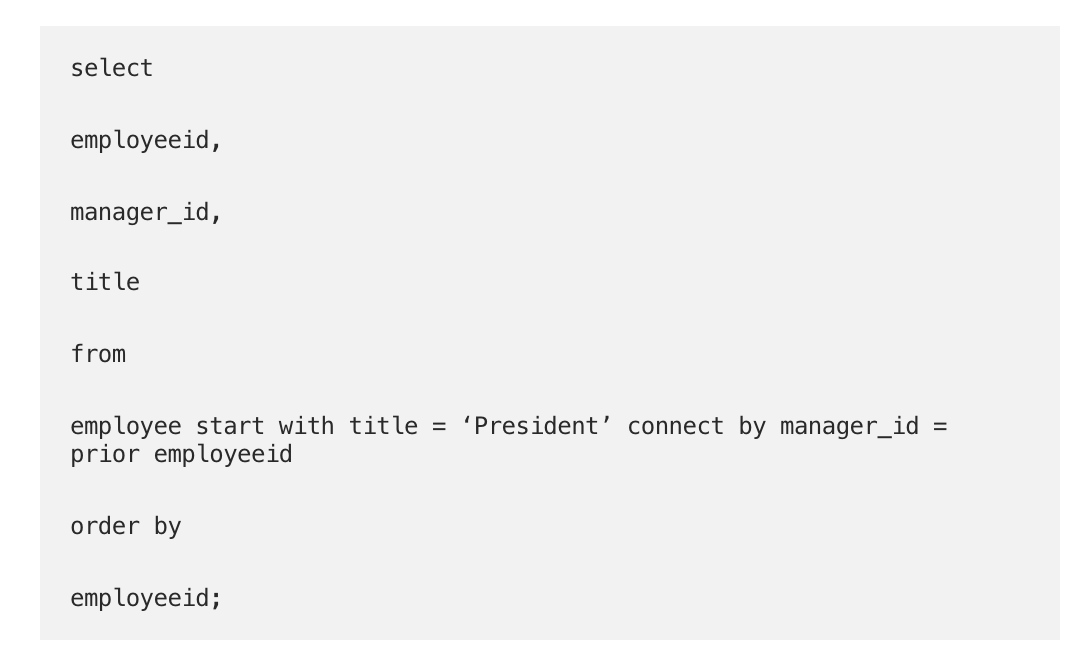 select
employeeid,
manager_id,
title
from
employee start with title = ‘President’ connect by manager_id =
prior employeeid
order by
employeeid;